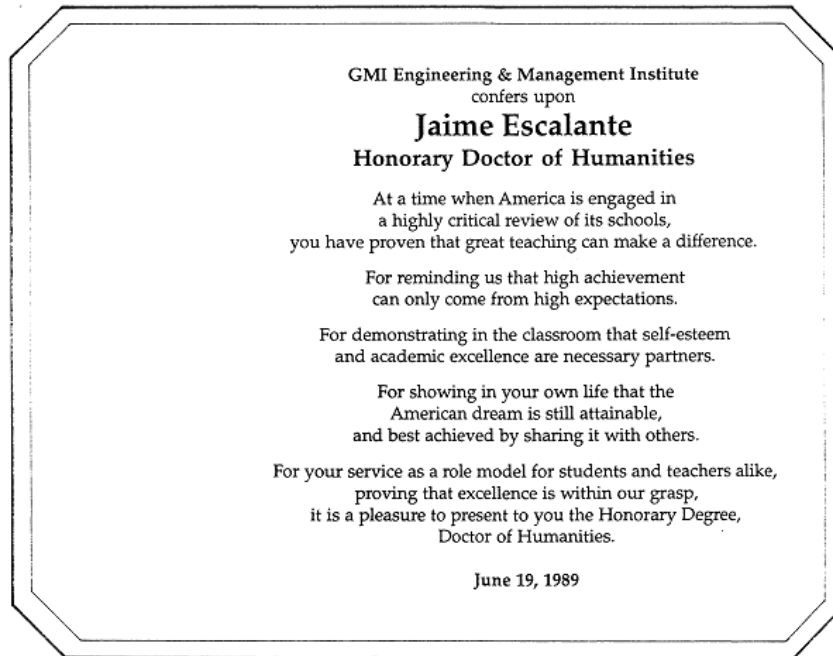 GMI Engineering & Management Institute
confers upon
Jaime Escalante
Honorary Doctor of Humanities
At a time when America is engaged in
a highly critical review of its schools,
you have proven that great teaching can make a difference.
For reminding us that high achievement
can only come from high expectations.
For demonstrating in the classroom that self-esteem
and academic excellence are necessary partners.
For showing in your own life that the
American dream is still attainable,
and best achieved by sharing it with others.
For your service as a role model for students and teachers alike,
proving that excellence is within our grasp,
it is a pleasure to present to you the Honorary Degree,
Doctor of Humanities.
June 19, 1989